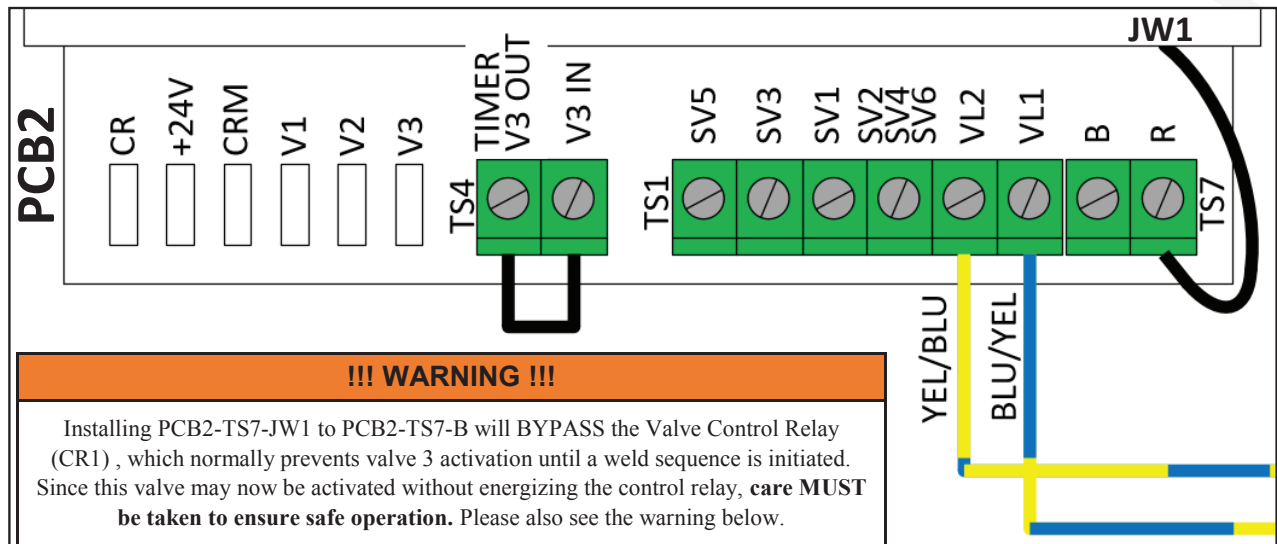 JW1
PCB2
CR
+24V
CRM
V1
V2
V3
TS4
TIMER
V3 OUT
V3 IN
TS1
SV5
SV3
SV1
SV2
SV4
SV6
VL2
VL1
B
R
TS7
YEL/BLU
BLU/YEL
!!! WARNING !!!
Installing PCB2-TS7-JW1 to PCB2-TS7-B will BYPASS the Valve Control Relay
(CR1) , which normally prevents valve 3 activation until a weld sequence is initiated.
Since this valve may now be activated without energizing the control relay, care MUST
be taken to ensure safe operation. Please also see the warning below.